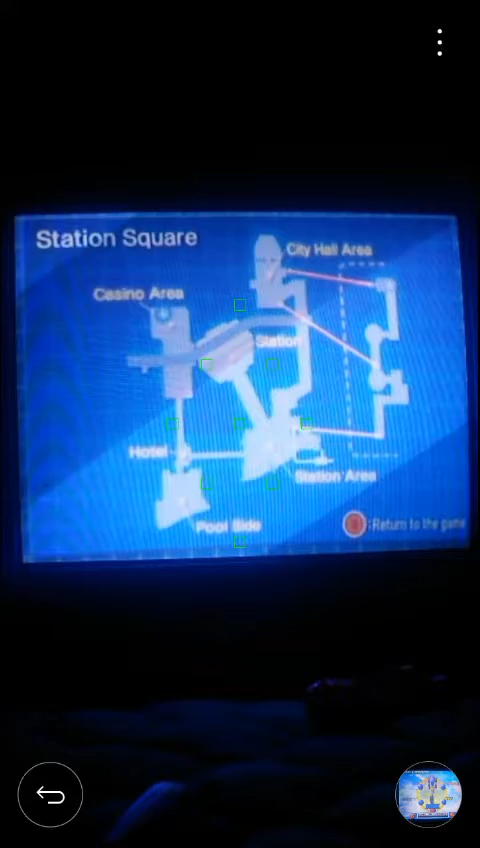 Station Square
City Hall Area
Casino Area
Station
Hotel
Station Area
Pool Side
:Return to the game